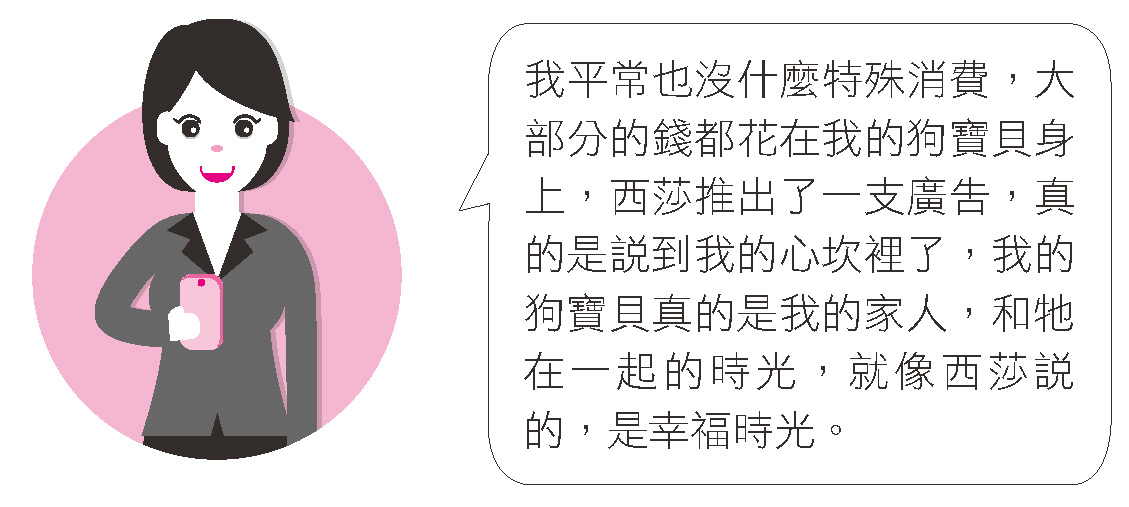 我平常也沒什麼特殊消費，大
部分的錢都花在我的狗寶貝身
上，西莎推出了一支廣告，真
的是説到我的心坎裡了，我的
狗寶貝真的是我的家人，和牠
在一起的時光，就像西莎説
的，是幸福時光。